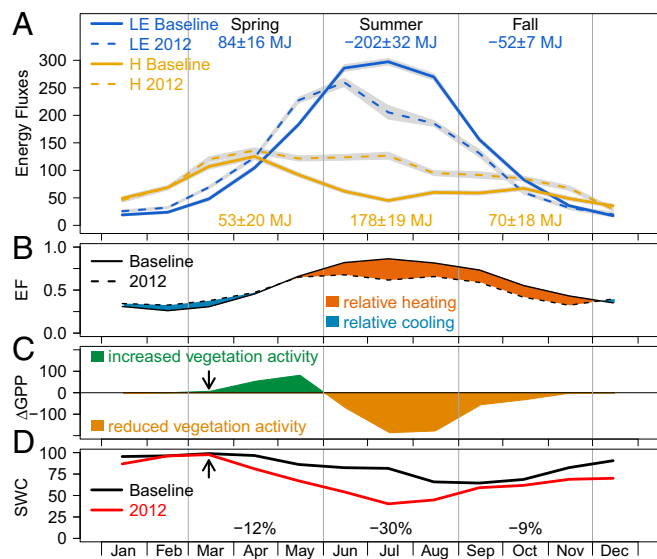 A
LE Baseline
LE 2012
H Baseline
H 2012
Spring
Summer
Fall
84±16 MJ
−202±32 MJ
−52±7 MJ
Energy Fluxes
300
250
200
150
100
50
0
53±20 MJ
178±19 MJ
70±18 MJ
B
EF
1.0
0.5
0.0
Baseline
2012
relative heating
relative cooling
C
ΔGPP
0
−100
increased vegetation activity
reduced vegetation activity
D
SWC
100
75
50
25
0
Baseline
2012
−12%
−30%
−9%
Jan Feb Mar Apr May Jun Jul Aug Sep Oct Nov Dec